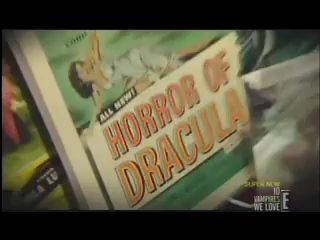 ALL NEW!
HORROR OF
DRACULA
SUPER NEW
10
VAMPIRES
WE LOVE
E